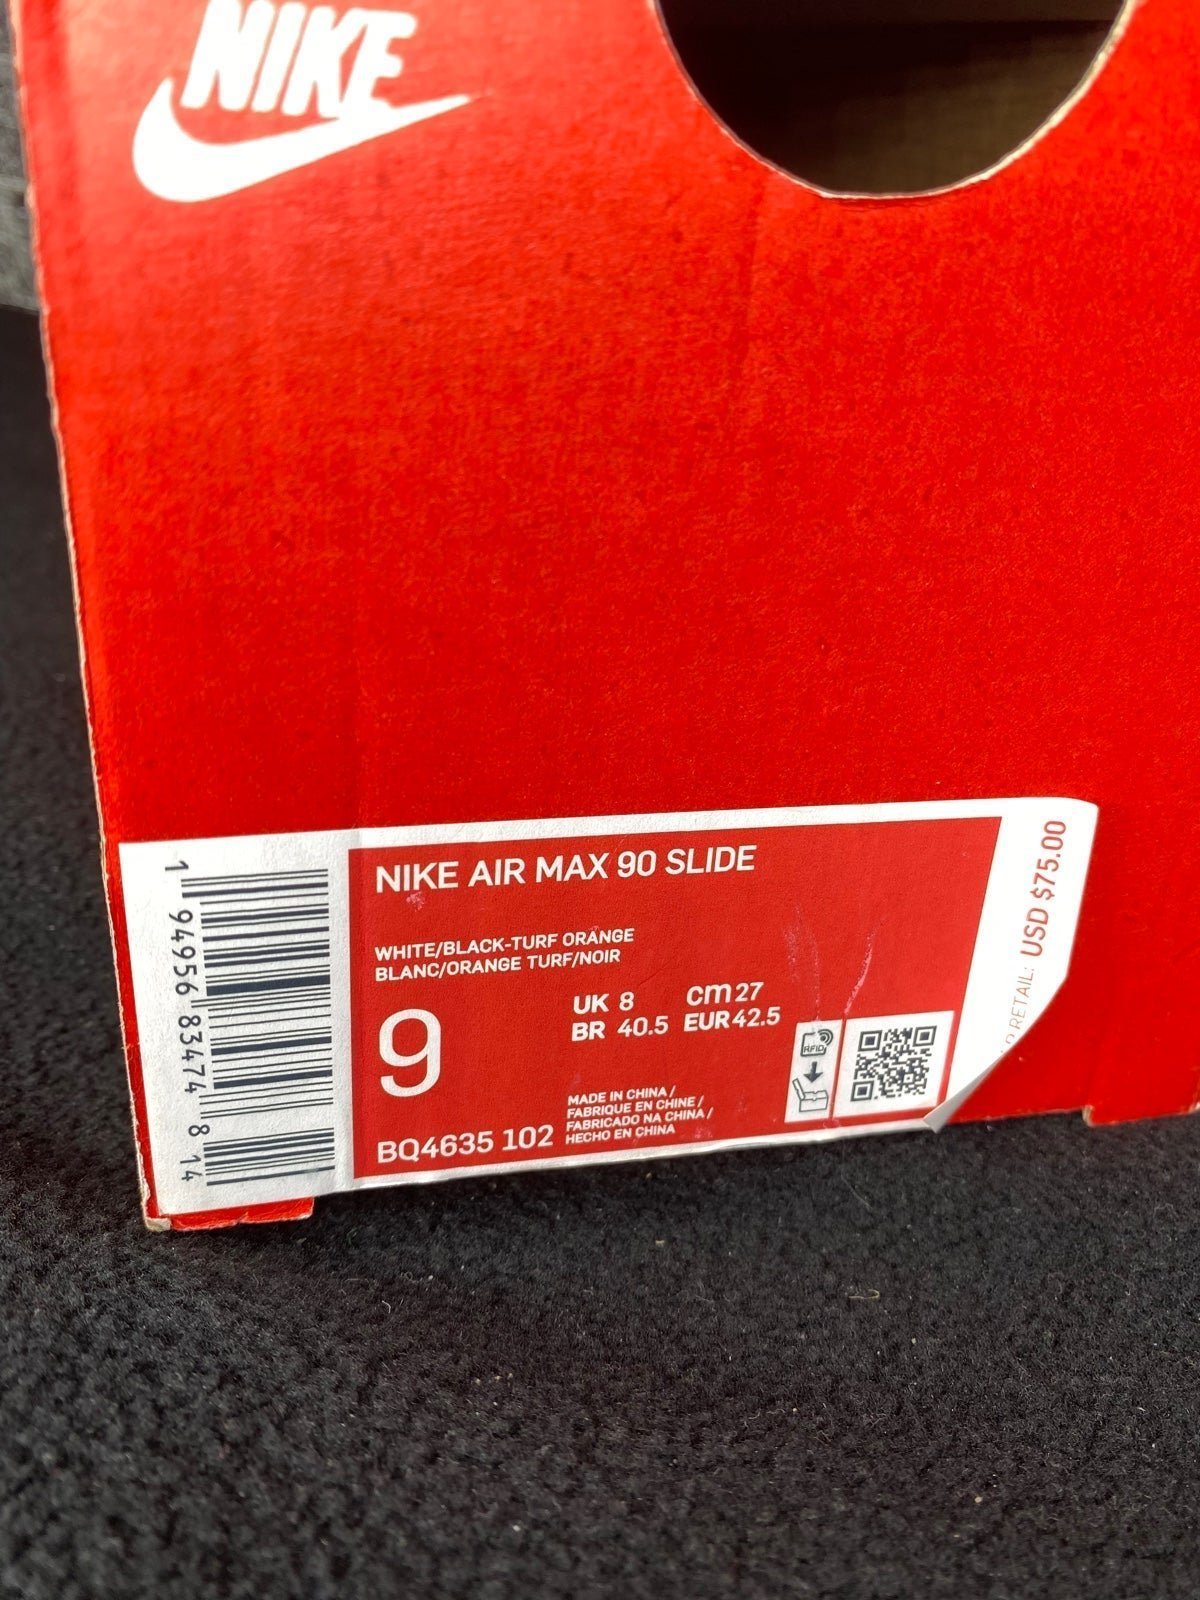 NIKE
NIKE AIR MAX 90 SLIDE
WHITE/BLACK-TURF ORANGE
BLANC/ORANGE TURF/NOIR
9
UK 8 cm 27
BR 40.5 EUR 42.5
BQ4635 102
MADE IN CHINA /
FABRIQUE EN CHINE /
FABRICADO NA CHINA /
HECHO EN CHINA
RFID
1 94956 83474 8 14
RETAIL: USD $75.00